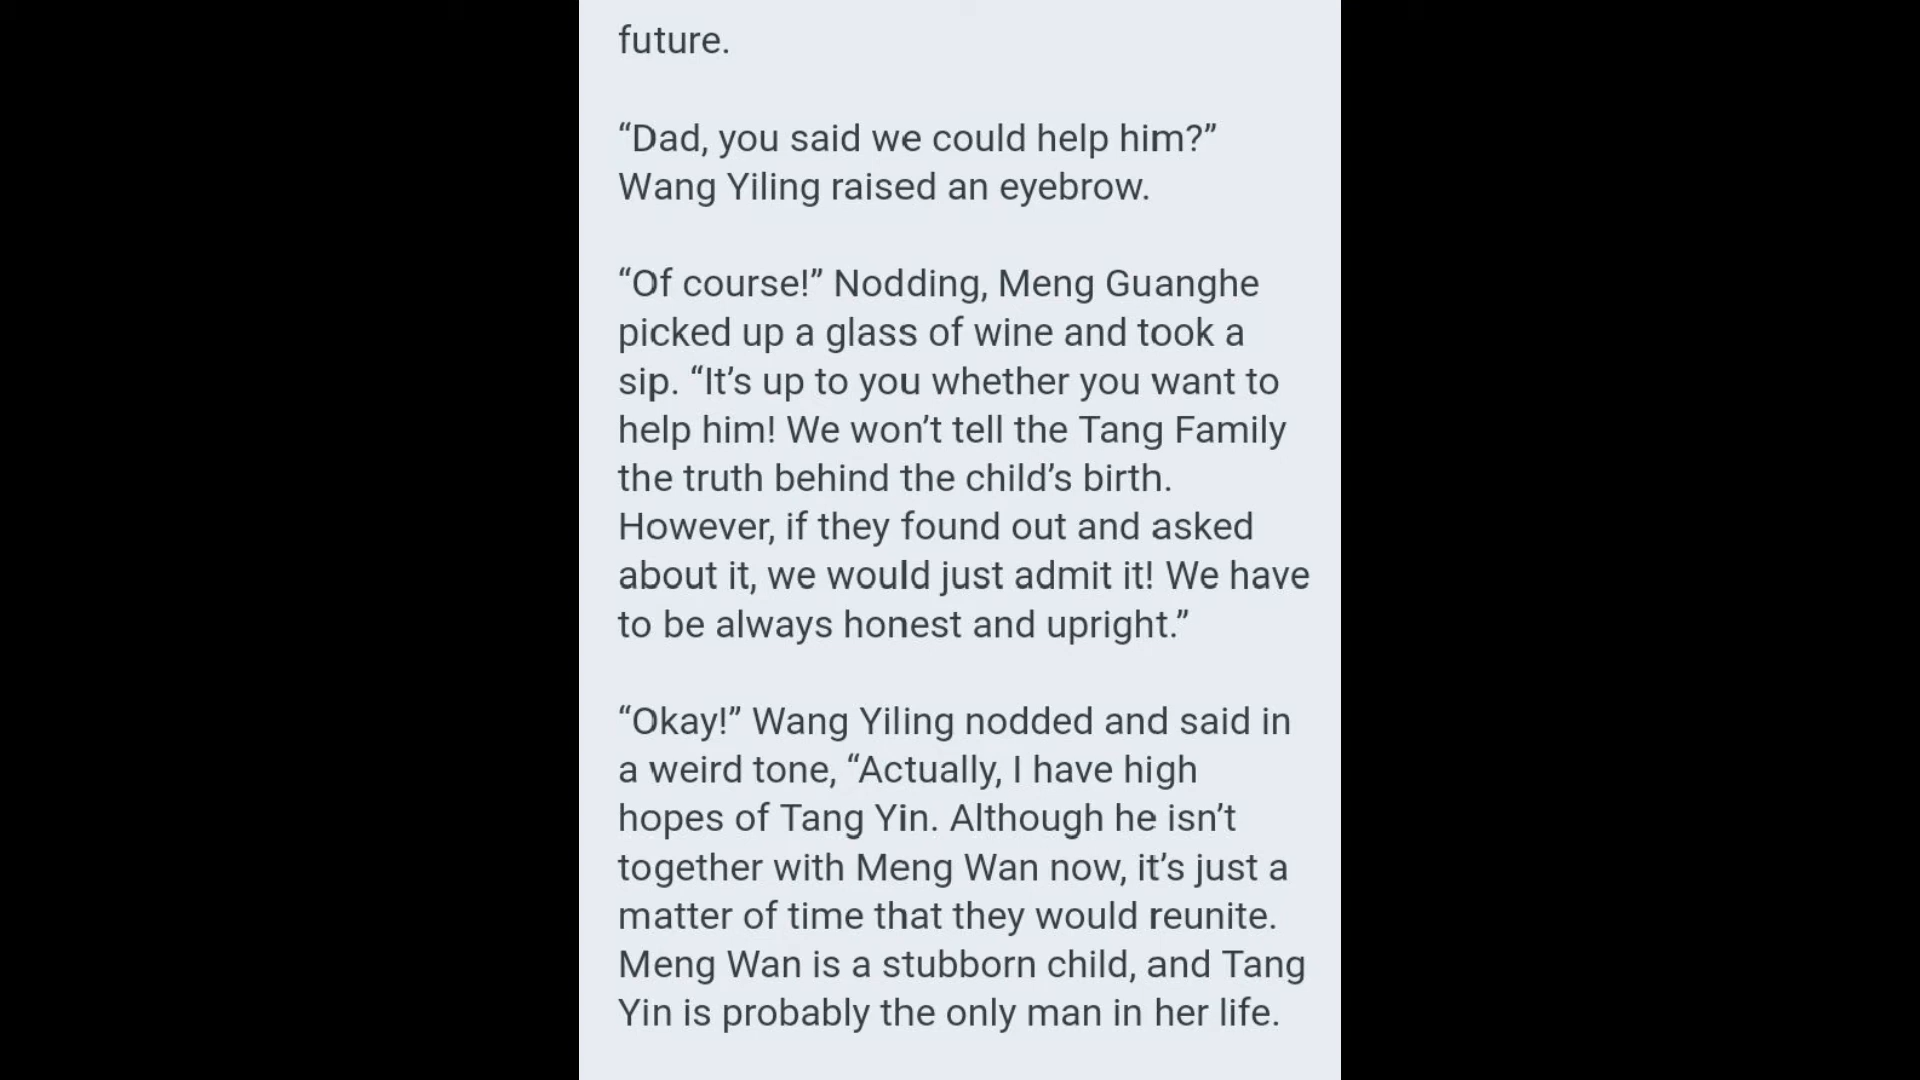 future.
“Dad, you said we could help him?”
Wang Yiling raised an eyebrow.
“Of course!” Nodding, Meng Guanghe
picked up a glass of wine and took a
sip. “It’s up to you whether you want to
help him! We won’t tell the Tang Family
the truth behind the child’s birth.
However, if they found out and asked
about it, we would just admit it! We have
to be always honest and upright.”
“Okay!” Wang Yiling nodded and said in
a weird tone, “Actually, I have high
hopes of Tang Yin. Although he isn’t
together with Meng Wan now, it’s just a
matter of time that they would reunite.
Meng Wan is a stubborn child, and Tang
Yin is probably the only man in her life.